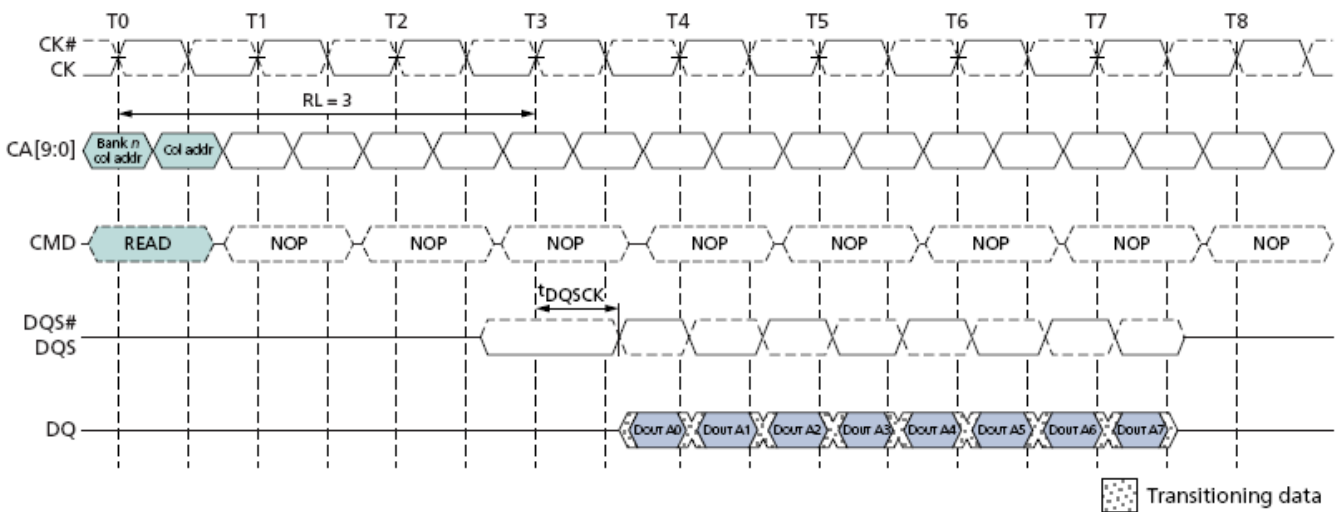 T0 T1 T2 T3 T4 T5 T6 T7 T8
CK#
CK
RL = 3
CA[9:0] Bank n col addr Col addr
CMD READ NOP NOP NOP NOP NOP NOP NOP NOP
tDQSCK
DQS#
DQS
DQ DOUT A0 DOUT A1 DOUT A2 DOUT A3 DOUT A4 DOUT A5 DOUT A6 DOUT A7
Transitioning data